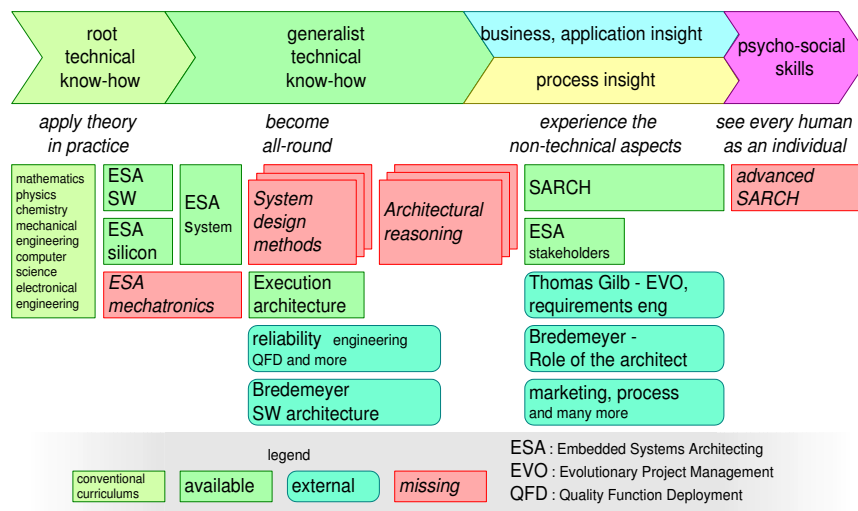 root
technical
know-how
generalist
technical
know-how
business, application insight
process insight
psycho-social
skills
apply theory
in practice
become
all-round
experience the
non-technical aspects
see every human
as an individual
mathematics
physics
chemistry
mechanical
engineering
computer
science
electronical
engineering
ESA
SW
ESA
silicon
ESA
mechatronics
ESA
System
System
design
methods
Architectural
reasoning
Execution
architecture
reliability engineering
QFD and more
Bredemeyer
SW architecture
SARCH
ESA
stakeholders
Thomas Gilb - EVO,
requirements eng
Bredemeyer -
Role of the architect
marketing, process
and many more
advanced
SARCH
legend
conventional
curriculums
available
external
missing
ESA : Embedded Systems Architecting
EVO : Evolutionary Project Management
QFD : Quality Function Deployment